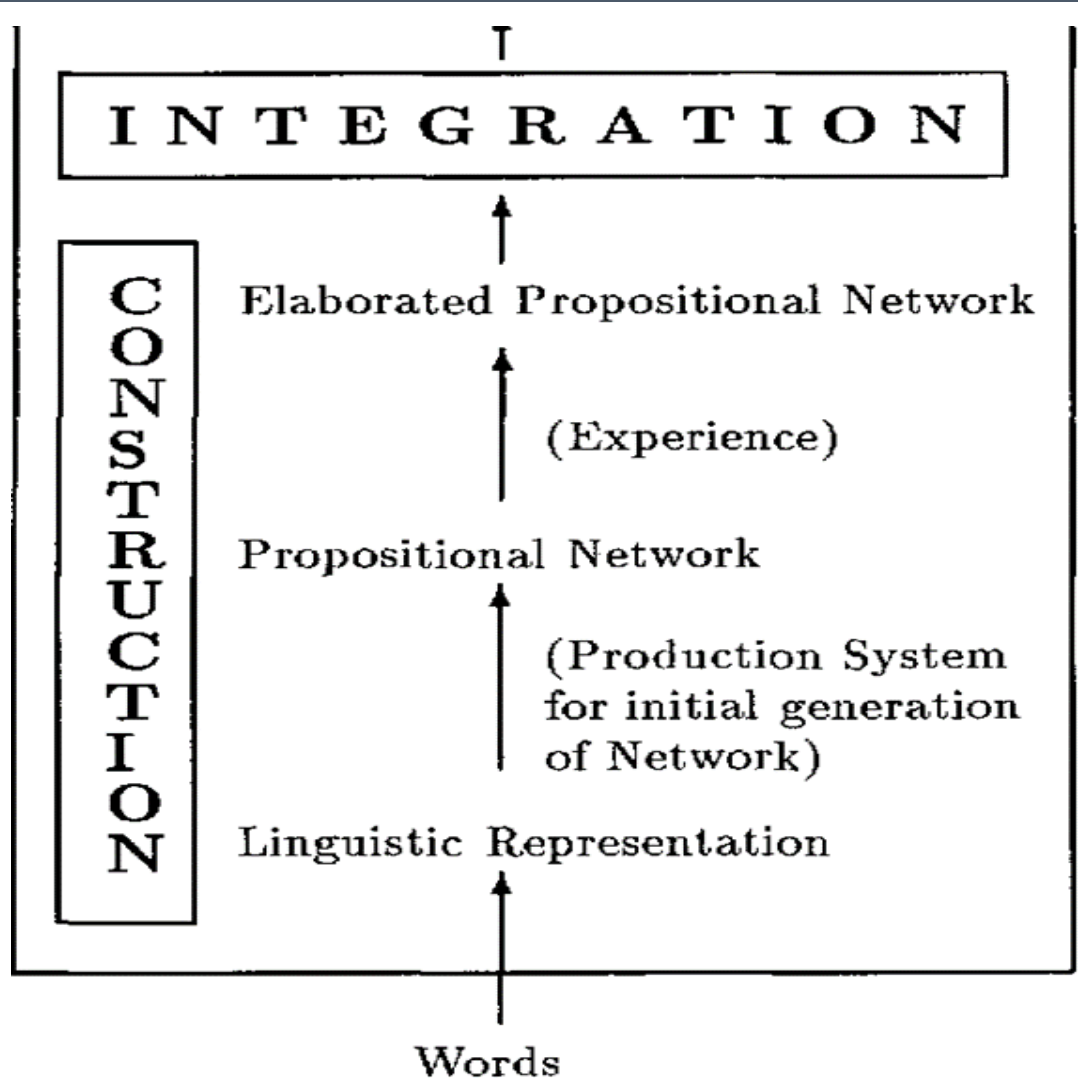 INTEGRATION
CONSTRUCTION
Elaborated Propositional Network
(Experience)
Propositional Network
(Production System
for initial generation
of Network)
Linguistic Representation
Words